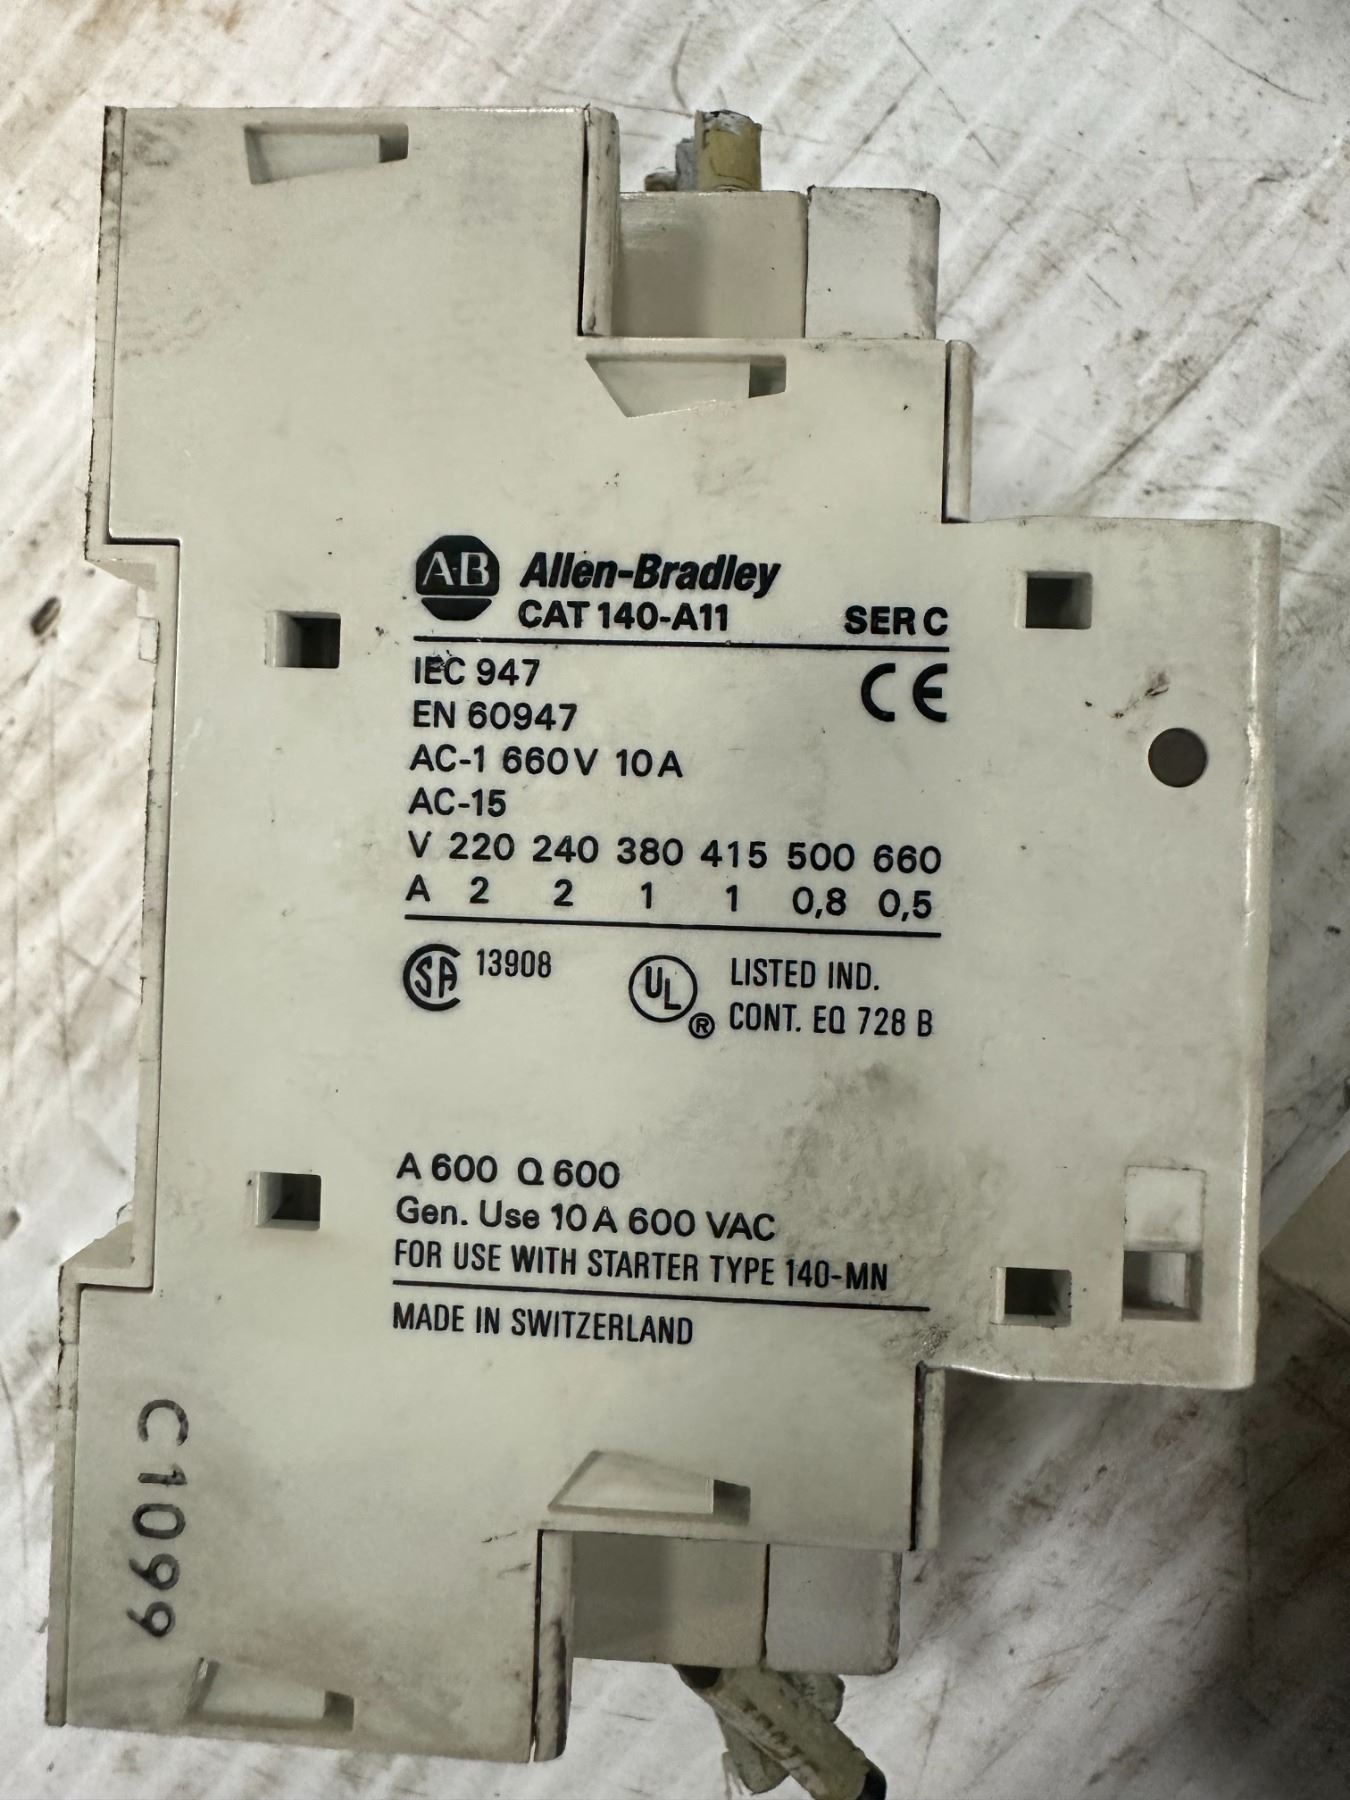 AB Allen-Bradley
CAT 140-A11 SER C
IEC 947 CE
EN 60947
AC-1 660V 10A
AC-15
V 220 240 380 415 500 660
A 2 2 1 1 0,8 0,5
SA 13908 UL ® LISTED IND.
CONT. EQ 728 B
A 600 Q 600
Gen. Use 10A 600 VAC
FOR USE WITH STARTER TYPE 140-MN
MADE IN SWITZERLAND
C1099